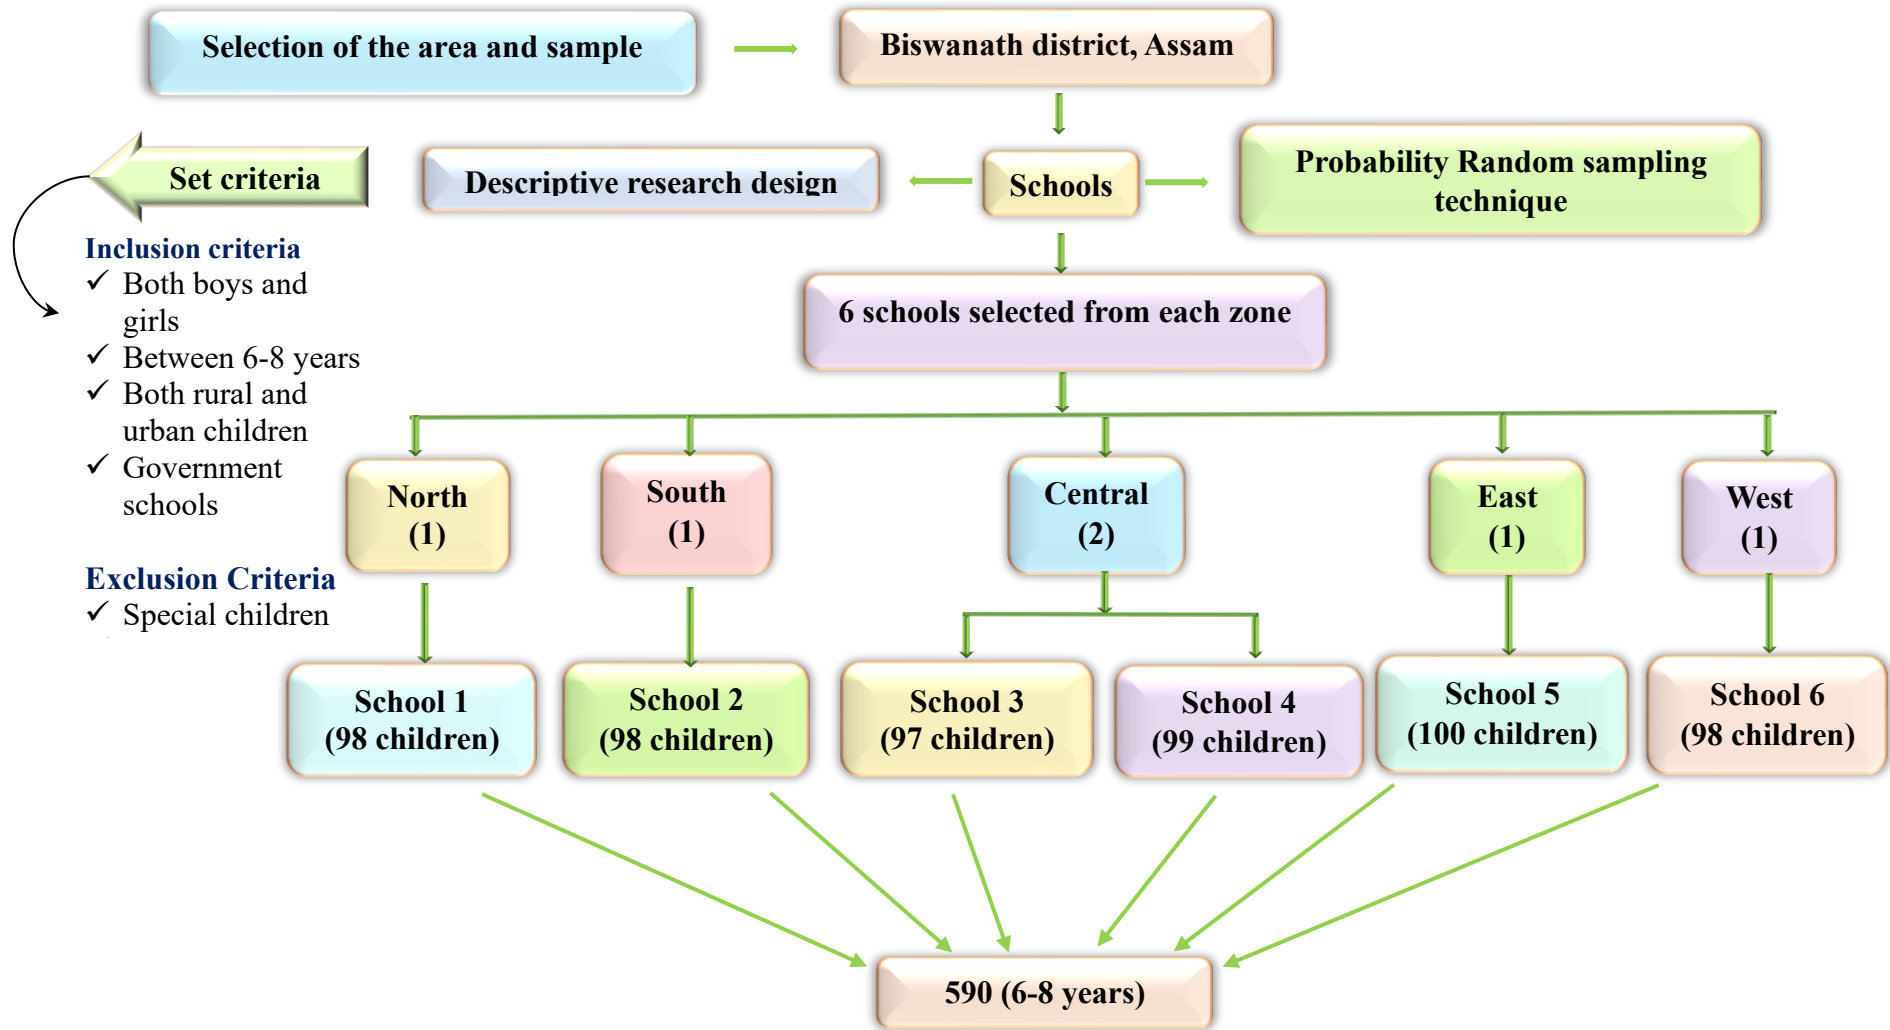 Selection of the area and sample
Biswanath district, Assam
Set criteria
Descriptive research design
Schools
Probability Random sampling
technique
Inclusion criteria
✓ Both boys and
girls
✓ Between 6-8 years
✓ Both rural and
urban children
✓ Government
schools
Exclusion Criteria
✓ Special children
6 schools selected from each zone
North
(1)
South
(1)
Central
(2)
East
(1)
West
(1)
School 1
(98 children)
School 2
(98 children)
School 3
(97 children)
School 4
(99 children)
School 5
(100 children)
School 6
(98 children)
590 (6-8 years)